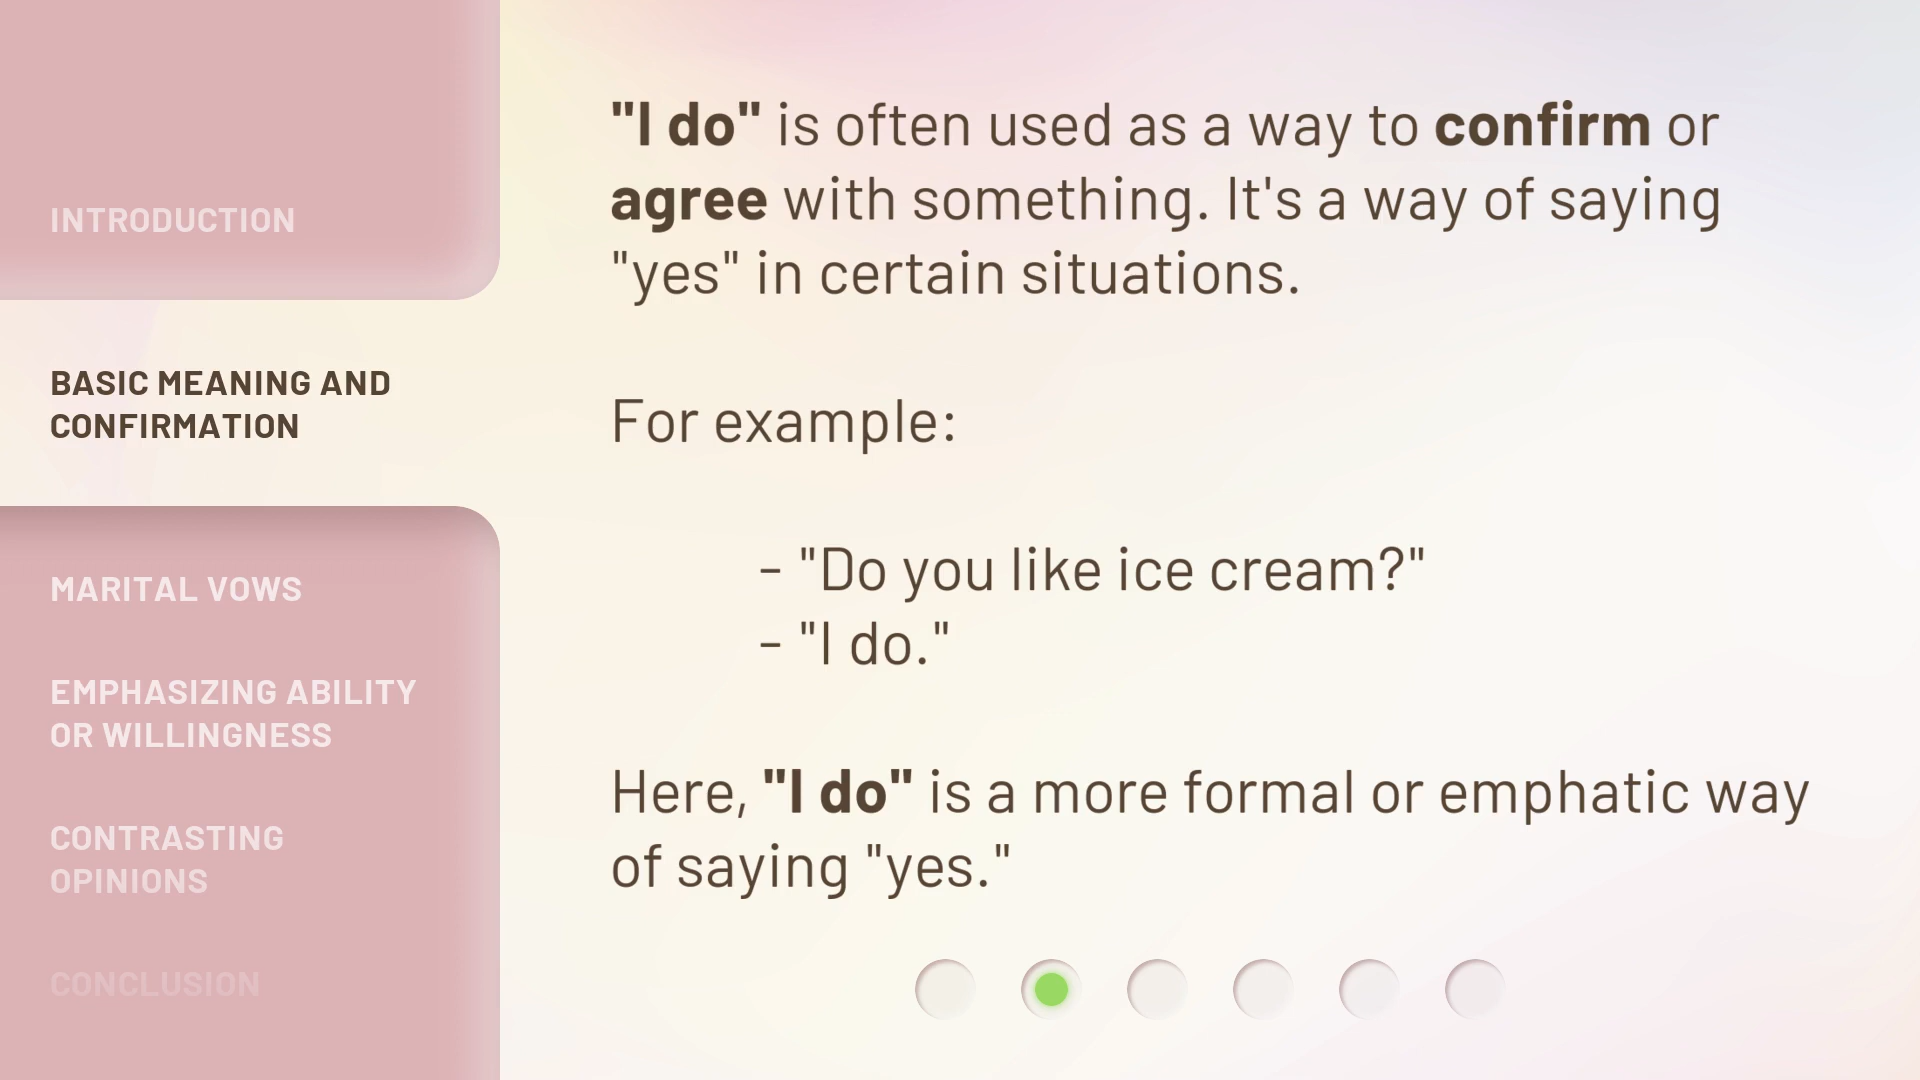 INTRODUCTION
BASIC MEANING AND
CONFIRMATION
MARITAL VOWS
EMPHASIZING ABILITY
OR WILLINGNESS
CONTRASTING
OPINIONS
CONCLUSION
"I do" is often used as a way to confirm or
agree with something. It's a way of saying
"yes" in certain situations.
For example:
- "Do you like ice cream?"
- "I do."
Here, "I do" is a more formal or emphatic way
of saying "yes."